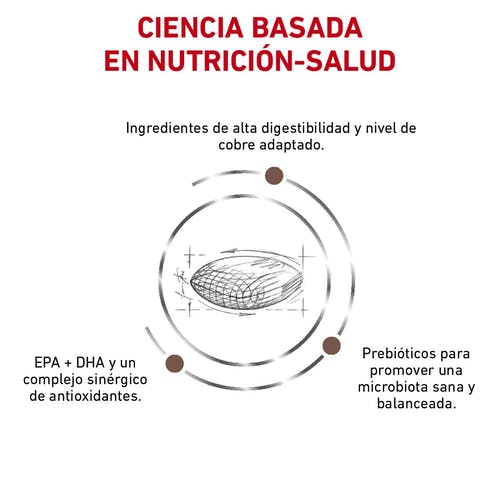 CIENCIA BASADA
EN NUTRICIÓN-SALUD
Ingredientes de alta digestibilidad y nivel de
cobre adaptado.
EPA + DHA y un
complejo sinérgico
de antioxidantes.
Prebióticos para
promover una
microbiota sana y
balanceada.